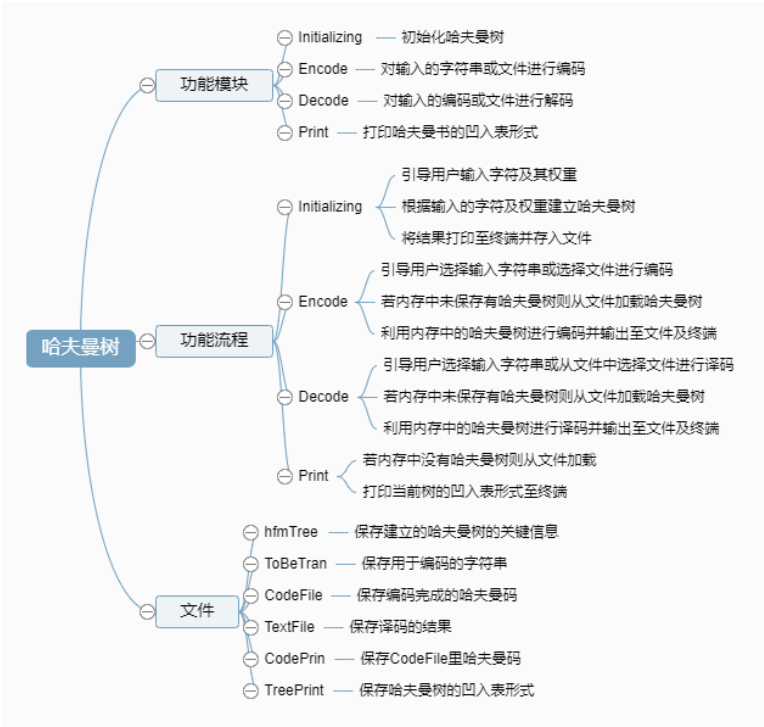 哈夫曼树
功能模块
Initializing 初始化哈夫曼树
Encode 对输入的字符串或文件进行编码
Decode 对输入的编码或文件进行解码
Print 打印哈夫曼书的凹入表形式
功能流程
Initializing
引导用户输入字符及其权重
根据输入的字符及权重建立哈夫曼树
将结果打印至终端并存入文件
Encode
引导用户选择输入字符串或选择文件进行编码
若内存中未保存有哈夫曼树则从文件加载哈夫曼树
利用内存中的哈夫曼树进行编码并输出至文件及终端
Decode
引导用户选择输入字符串或从文件中选择文件进行译码
若内存中未保存有哈夫曼树则从文件加载哈夫曼树
利用内存中的哈夫曼树进行译码并输出至文件及终端
Print
若内存中没有哈夫曼树则从文件加载
打印当前树的凹入表形式至终端
文件
hfmTree 保存建立的哈夫曼树的关键信息
ToBeTran 保存用于编码的字符串
CodeFile 保存编码完成的哈夫曼码
TextFile 保存译码的结果
CodePrin 保存CodeFile里哈夫曼码
TreePrint 保存哈夫曼树的凹入表形式